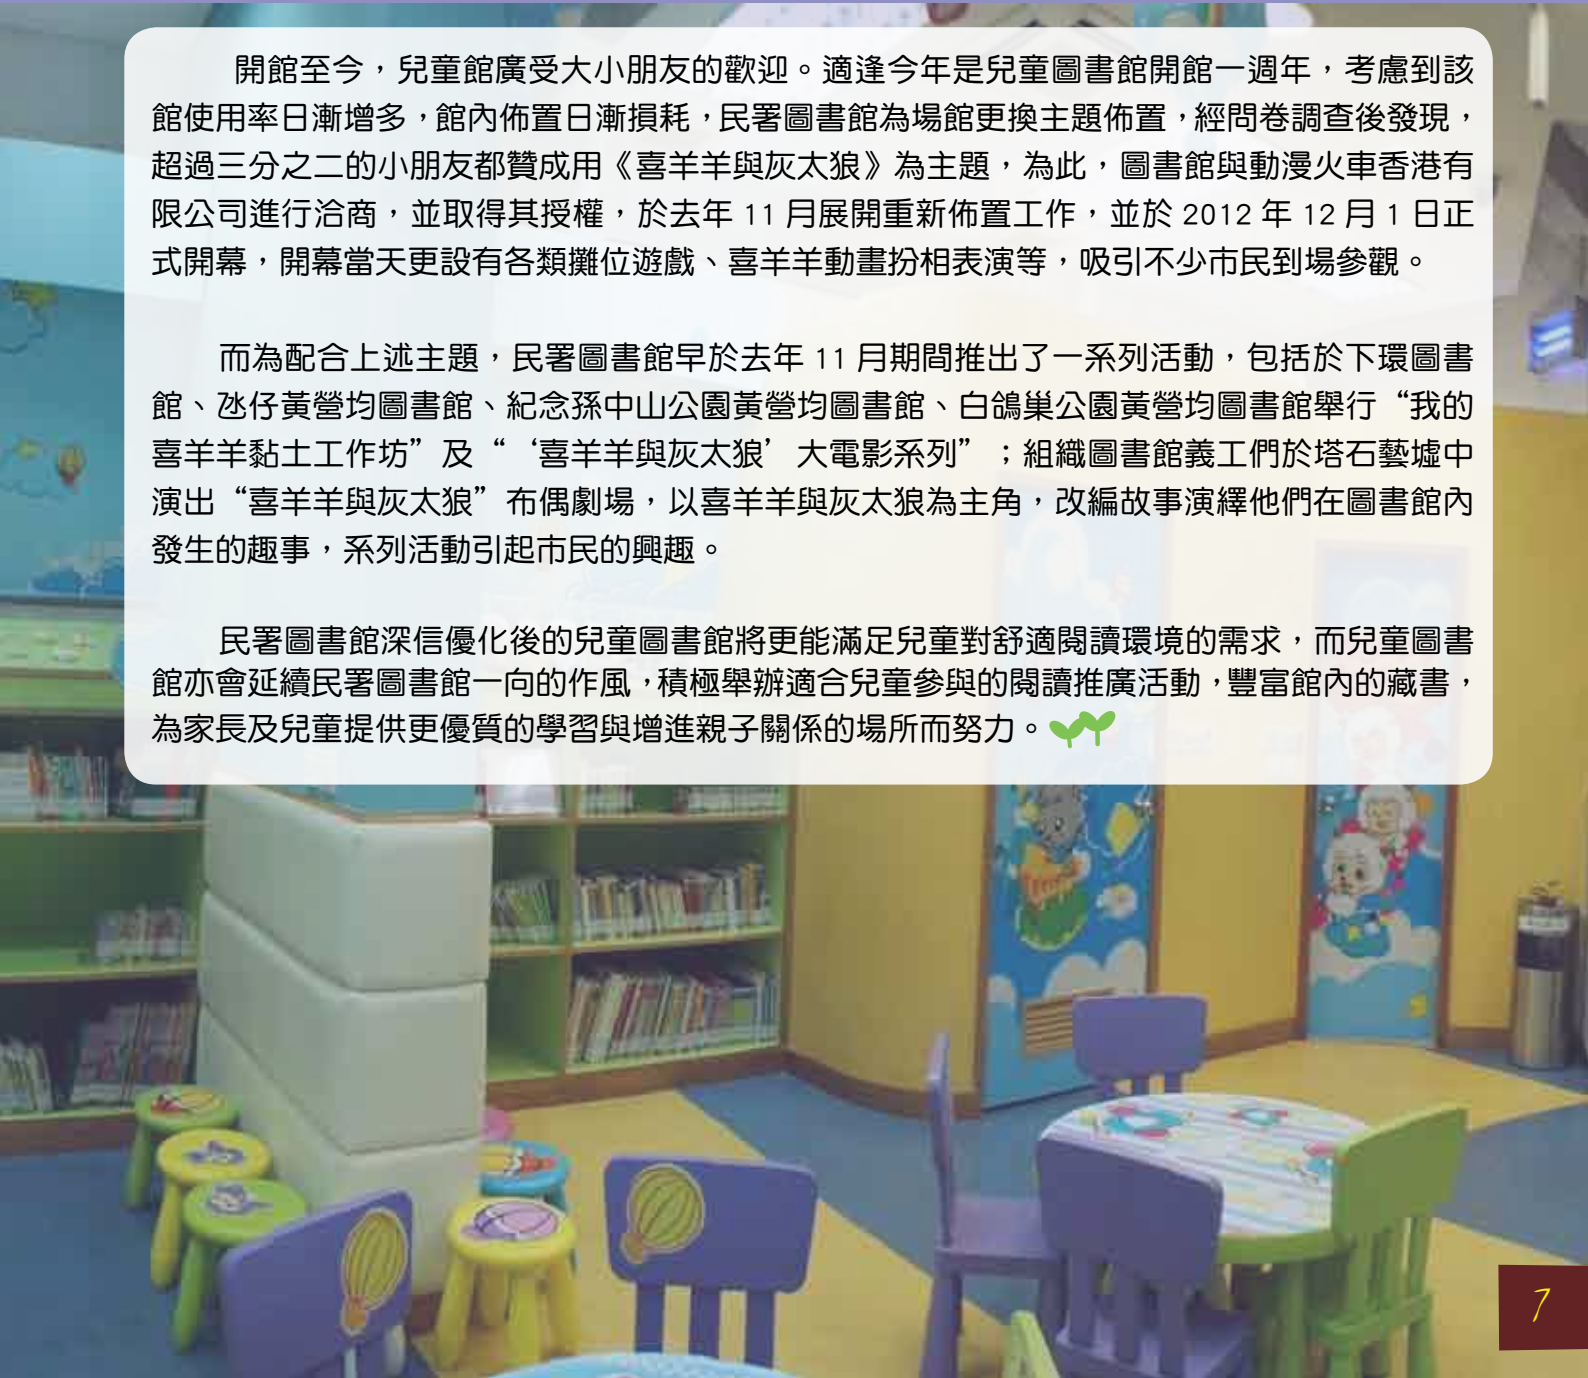 開館至今，兒童館廣受大小朋友的歡迎。適逢今年是兒童圖書館開館一週年，考慮到該
館使用率日漸增多，館內佈置日漸損耗，民署圖書館為場館更換主題佈置，經問卷調查後發現，
超過三分之二的小朋友都贊成用《喜羊羊與灰太狼》為主題，為此，圖書館與動漫火車香港有
限公司進行洽商，並取得其授權，於去年 11 月展開重新佈置工作，並於 2012 年 12 月 1 日正
式開幕，開幕當天更設有各類攤位遊戲、喜羊羊動畫扮相表演等，吸引不少市民到場參觀。
而為配合上述主題，民署圖書館早於去年 11 月期間推出了一系列活動，包括於下環圖書
館、氹仔黃營均圖書館、紀念孫中山公園黃營均圖書館、白鴿巢公園黃營均圖書館舉行“我的
喜羊羊黏土工作坊”及“‘喜羊羊與灰太狼’大電影系列”；組織圖書館義工們於塔石藝墟中
演出“喜羊羊與灰太狼”布偶劇場，以喜羊羊與灰太狼為主角，改編故事演繹他們在圖書館內
發生的趣事，系列活動引起市民的興趣。
民署圖書館深信優化後的兒童圖書館將更能滿足兒童對舒適閱讀環境的需求，而兒童圖書
館亦會延續民署圖書館一向的作風，積極舉辦適合兒童參與的閱讀推廣活動，豐富館內的藏書，
為家長及兒童提供更優質的學習與增進親子關係的場所而努力。
7